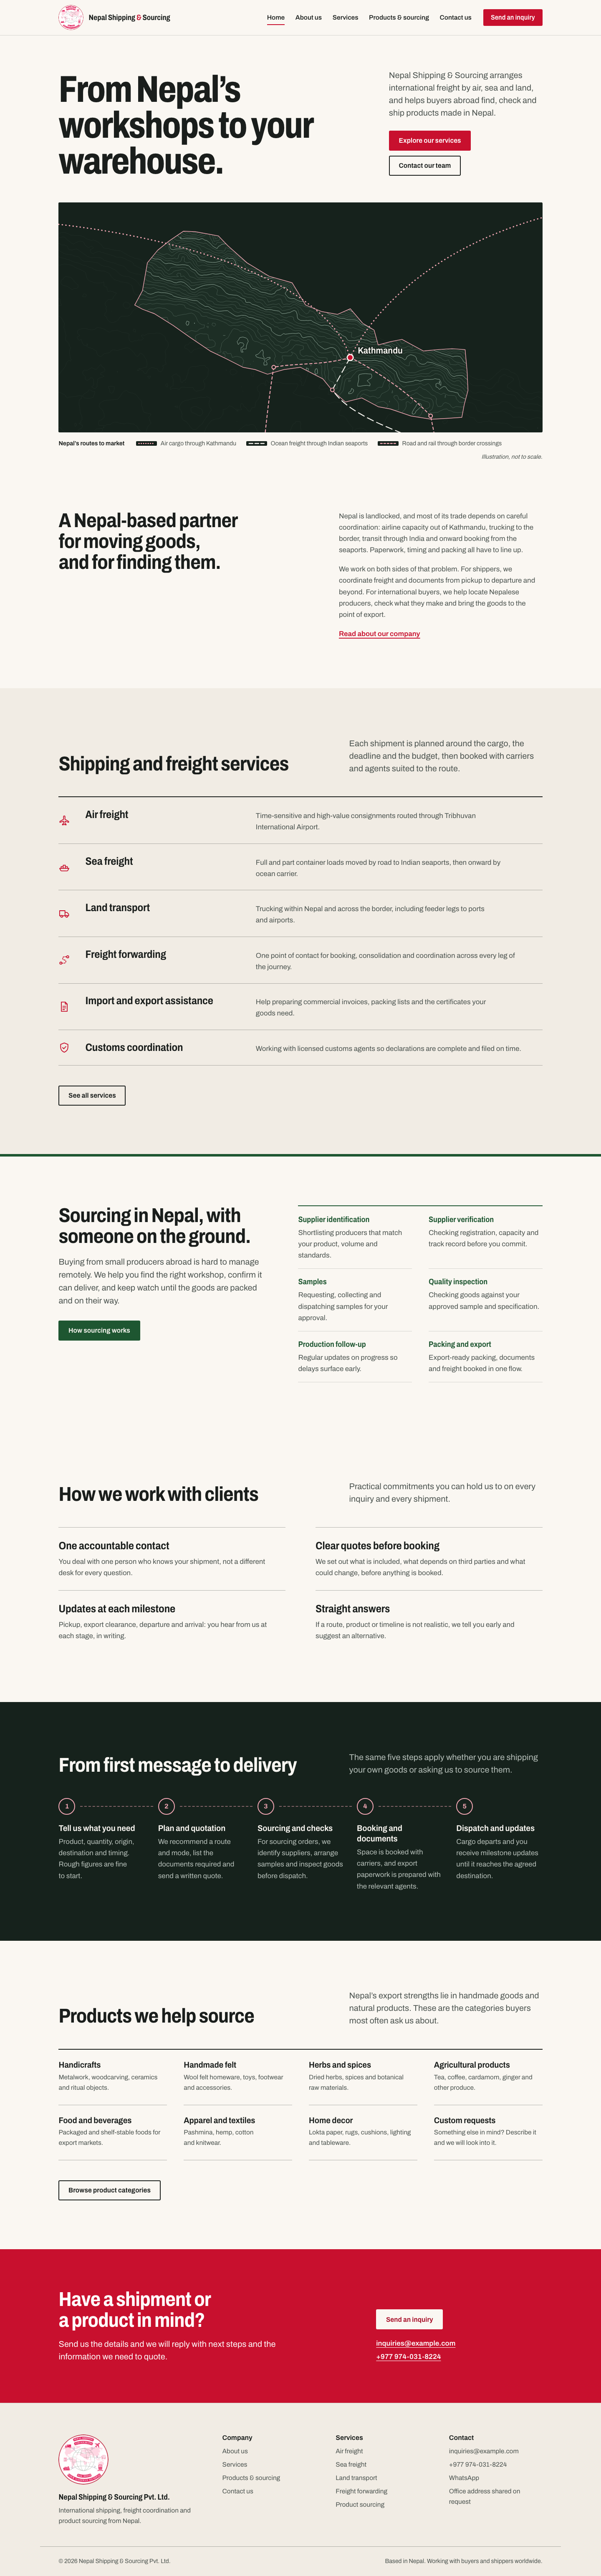 Nepal Shipping & Sourcing
Home
About us
Services
Products & sourcing
Contact us
Send an inquiry
From Nepal’s
workshops to your
warehouse.
Nepal Shipping & Sourcing arranges
international freight by air, sea and land,
and helps buyers abroad find, check and
ship products made in Nepal.
Explore our services
Contact our team
Kathmandu
Nepal’s routes to market
Air cargo through Kathmandu
Ocean freight through Indian seaports
Road and rail through border crossings
Illustration, not to scale.
A Nepal-based partner
for moving goods,
and for finding them.
Nepal is landlocked, and most of its trade depends on careful
coordination: airline capacity out of Kathmandu, trucking to the
border, transit through India and onward booking from the
seaports. Paperwork, timing and packing all have to line up.
We work on both sides of that problem. For shippers, we
coordinate freight and documents from pickup to departure and
beyond. For international buyers, we help locate Nepalese
producers, check what they make and bring the goods to the
point of export.
Read about our company
Shipping and freight services
Each shipment is planned around the cargo, the
deadline and the budget, then booked with carriers
and agents suited to the route.
Air freight
Time-sensitive and high-value consignments routed through Tribhuvan
International Airport.
Sea freight
Full and part container loads moved by road to Indian seaports, then onward by
ocean carrier.
Land transport
Trucking within Nepal and across the border, including feeder legs to ports
and airports.
Freight forwarding
One point of contact for booking, consolidation and coordination across every leg of
the journey.
Import and export assistance
Help preparing commercial invoices, packing lists and the certificates your
goods need.
Customs coordination
Working with licensed customs agents so declarations are complete and filed on time.
See all services
Sourcing in Nepal, with
someone on the ground.
Buying from small producers abroad is hard to manage
remotely. We help you find the right workshop, confirm it
can deliver, and keep watch until the goods are packed
and on their way.
How sourcing works
Supplier identification
Shortlisting producers that match
your product, volume and
standards.
Supplier verification
Checking registration, capacity and
track record before you commit.
Samples
Requesting, collecting and
dispatching samples for your
approval.
Quality inspection
Checking goods against your
approved sample and specification.
Production follow-up
Regular updates on progress so
delays surface early.
Packing and export
Export-ready packing, documents
and freight booked in one flow.
How we work with clients
Practical commitments you can hold us to on every
inquiry and every shipment.
One accountable contact
You deal with one person who knows your shipment, not a different
desk for every question.
Clear quotes before booking
We set out what is included, what depends on third parties and what
could change, before anything is booked.
Updates at each milestone
Pickup, export clearance, departure and arrival: you hear from us at
each stage, in writing.
Straight answers
If a route, product or timeline is not realistic, we tell you early and
suggest an alternative.
From first message to delivery
The same five steps apply whether you are shipping
your own goods or asking us to source them.
1
2
3
4
5
Tell us what you need
Product, quantity, origin,
destination and timing.
Rough figures are fine
to start.
Plan and quotation
We recommend a route
and mode, list the
documents required and
send a written quote.
Sourcing and checks
For sourcing orders, we
identify suppliers, arrange
samples and inspect goods
before dispatch.
Booking and
documents
Space is booked with
carriers, and export
paperwork is prepared with
the relevant agents.
Dispatch and updates
Cargo departs and you
receive milestone updates
until it reaches the agreed
destination.
Products we help source
Nepal’s export strengths lie in handmade goods and
natural products. These are the categories buyers
most often ask us about.
Handicrafts
Metalwork, woodcarving, ceramics
and ritual objects.
Handmade felt
Wool felt homeware, toys, footwear
and accessories.
Herbs and spices
Dried herbs, spices and botanical
raw materials.
Agricultural products
Tea, coffee, cardamom, ginger and
other produce.
Food and beverages
Packaged and shelf-stable foods for
export markets.
Apparel and textiles
Pashmina, hemp, cotton
and knitwear.
Home decor
Lokta paper, rugs, cushions, lighting
and tableware.
Custom requests
Something else in mind? Describe it
and we will look into it.
Browse product categories
Have a shipment or
a product in mind?
Send us the details and we will reply with next steps and the
information we need to quote.
Send an inquiry
inquiries@example.com
+977 974-031-8224
Nepal Shipping & Sourcing Pvt. Ltd.
International shipping, freight coordination and
product sourcing from Nepal.
Company
About us
Services
Products & sourcing
Contact us
Services
Air freight
Sea freight
Land transport
Freight forwarding
Product sourcing
Contact
inquiries@example.com
+977 974-031-8224
WhatsApp
Office address shared on
request
© 2026 Nepal Shipping & Sourcing Pvt. Ltd.
Based in Nepal. Working with buyers and shippers worldwide.